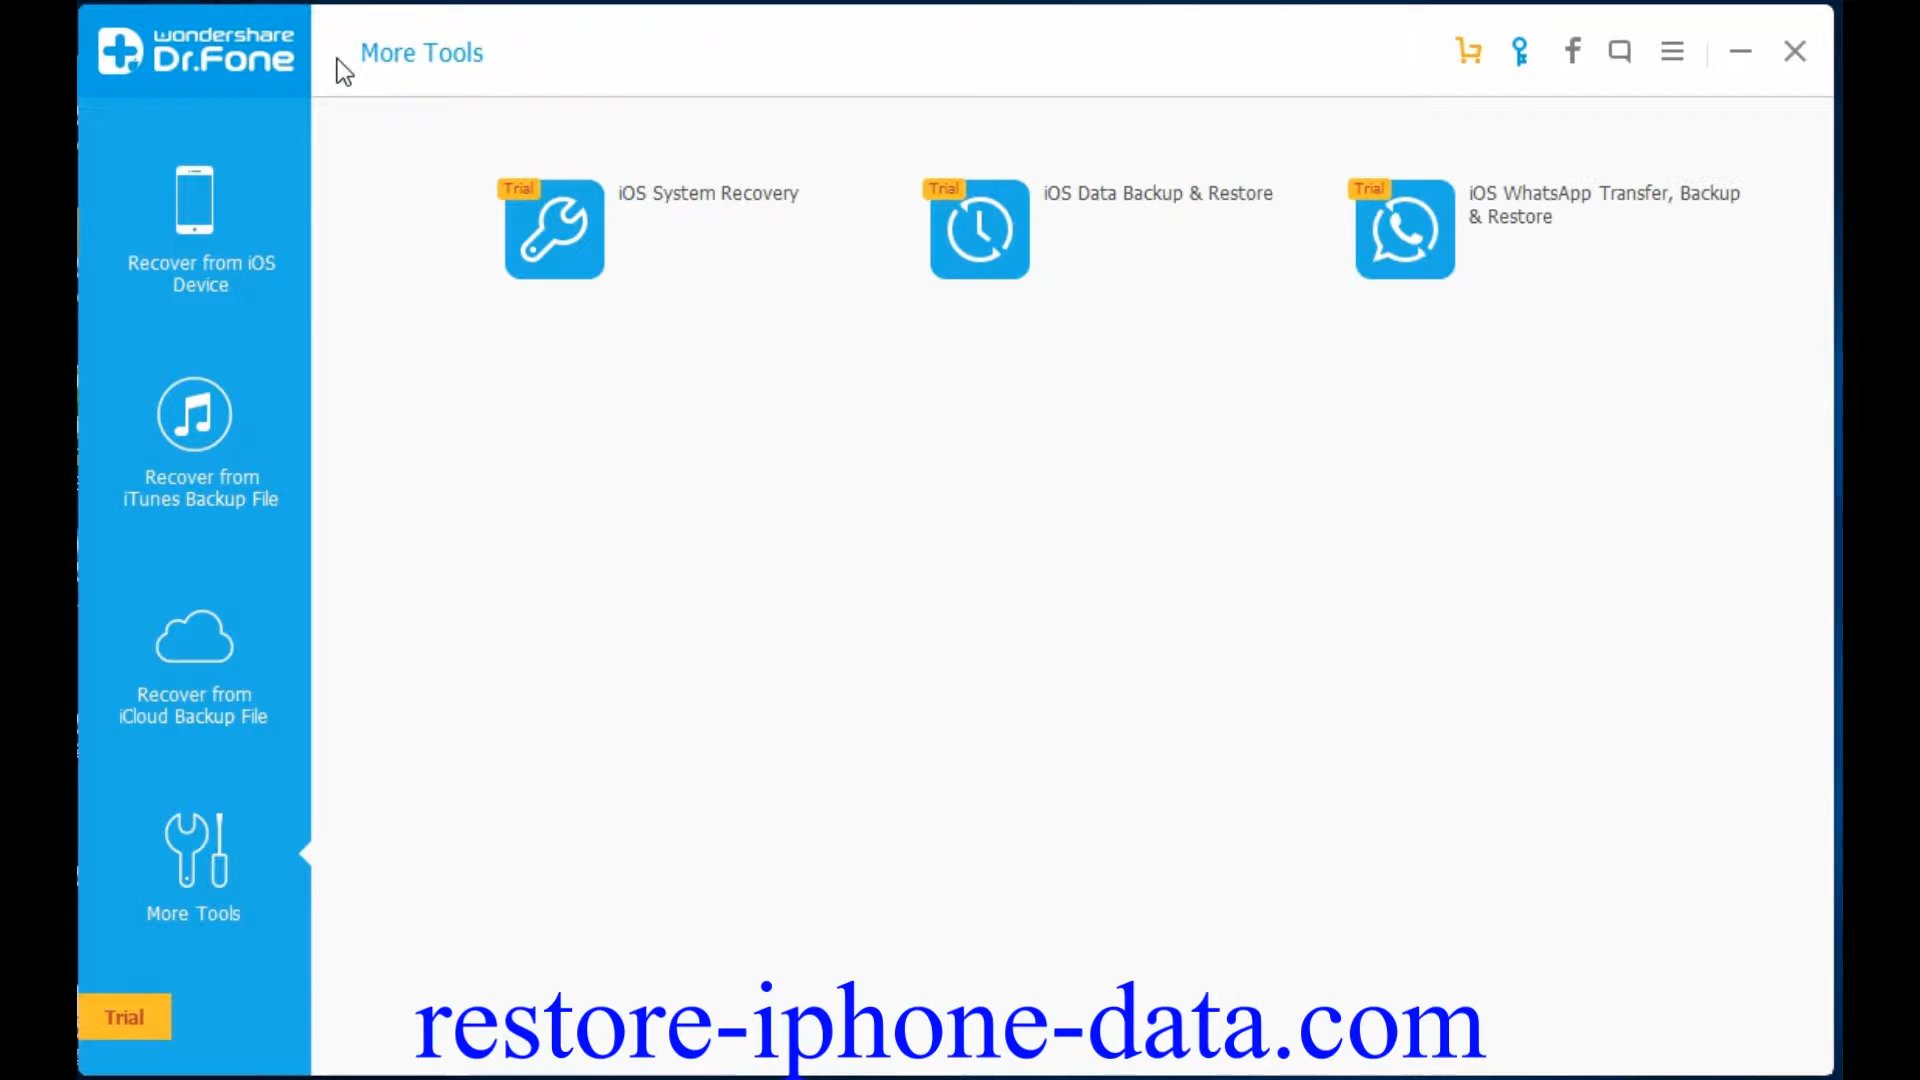 wondershare
Dr.Fone
More Tools
Trial
iOS System Recovery
Trial
iOS Data Backup & Restore
Trial
iOS WhatsApp Transfer, Backup
& Restore
Recover from iOS
Device
Recover from
iTunes Backup File
Recover from
iCloud Backup File
More Tools
Trial
restore-iphone-data.com